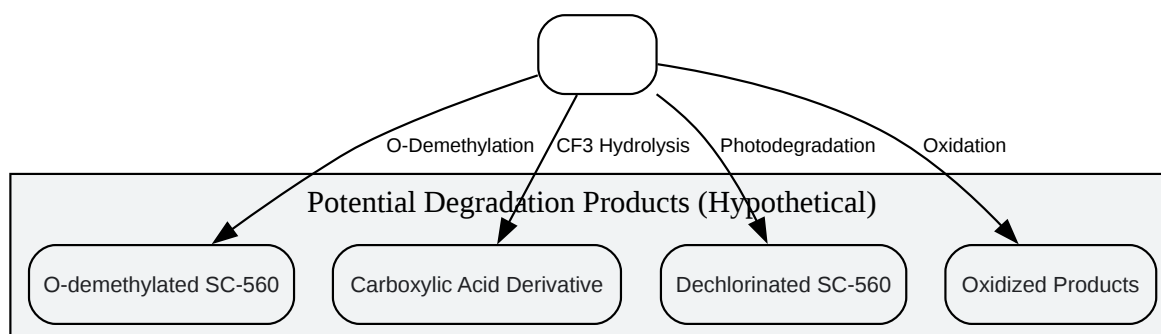 O-Demethylation
CF3 Hydrolysis
Photodegradation
Oxidation
Potential Degradation Products (Hypothetical)
O-demethylated SC-560
Carboxylic Acid Derivative
Dechlorinated SC-560
Oxidized Products